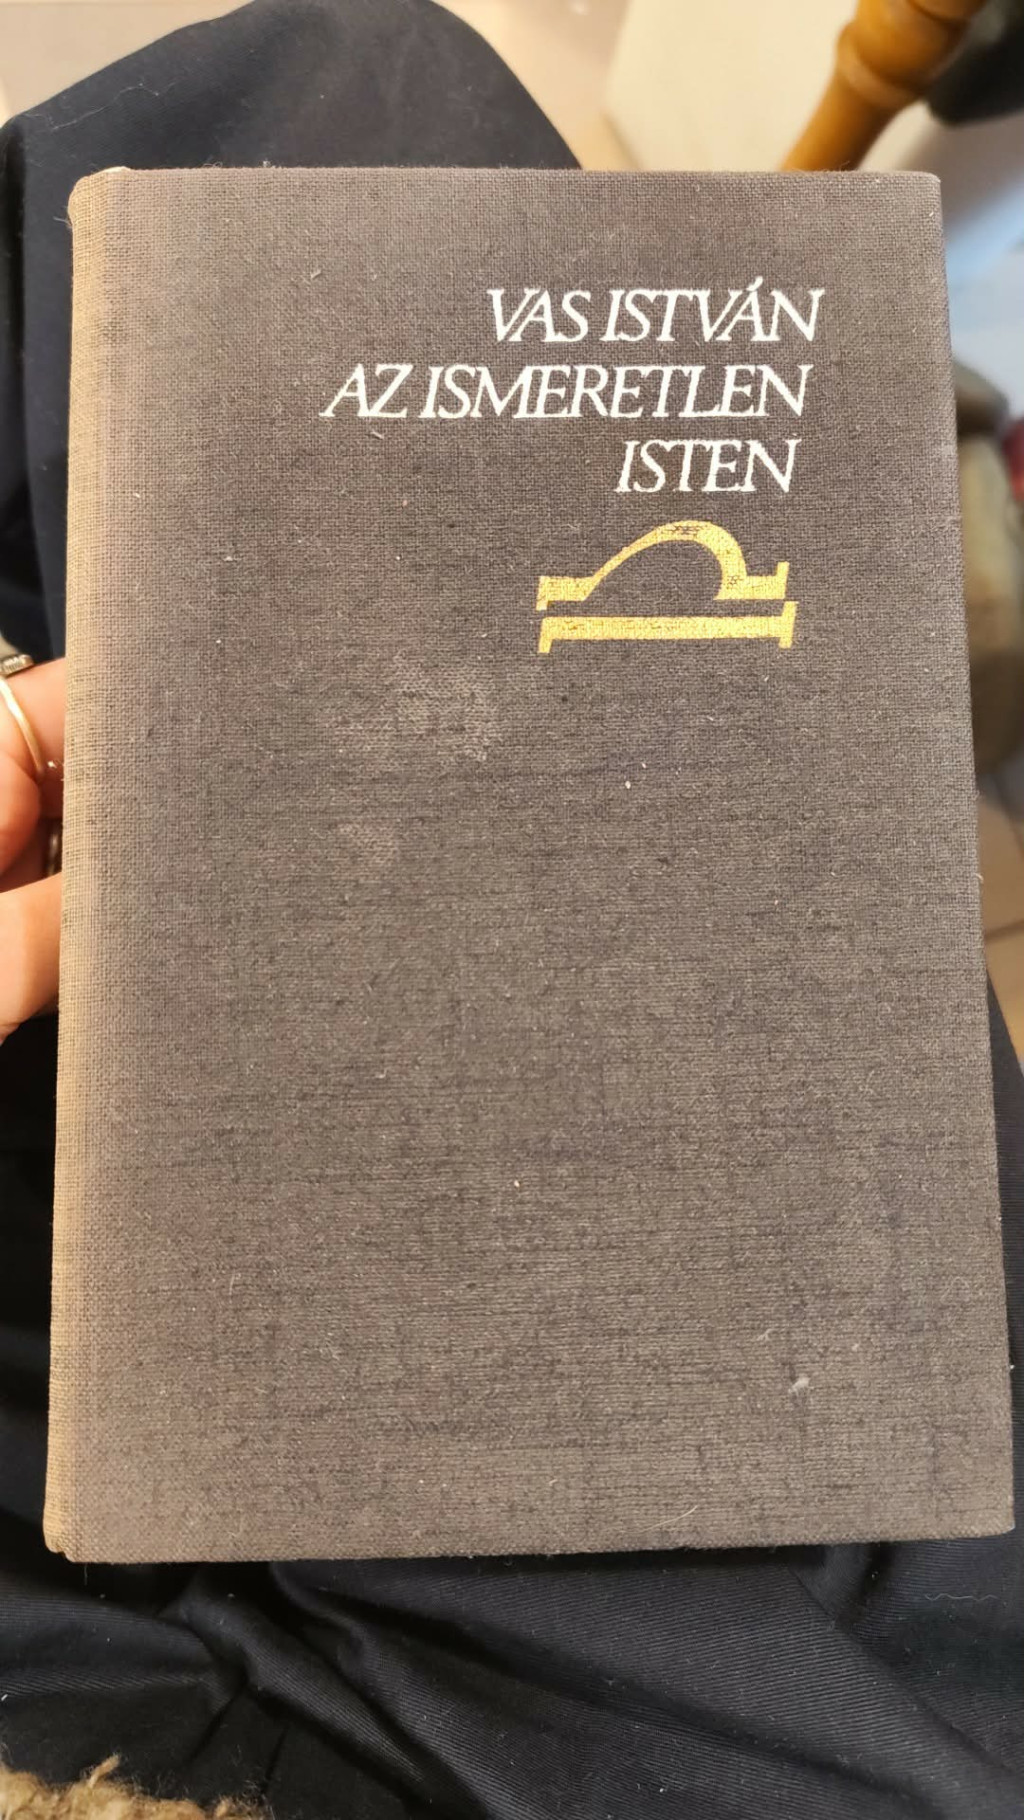 VAS ISTVÁN
AZ ISMERETLEN
ISTEN